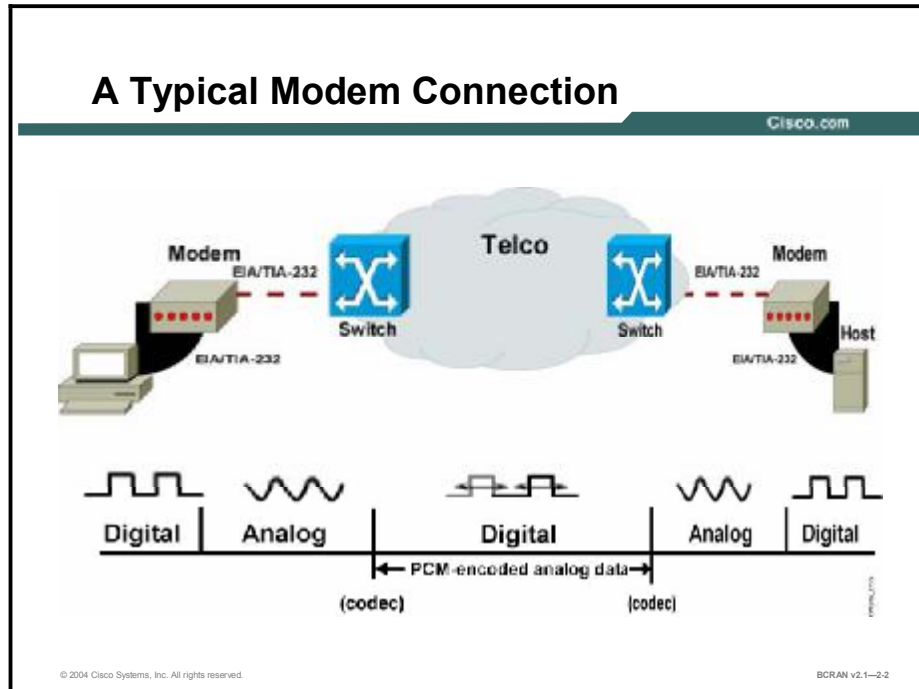 A Typical Modem Connection
Cisco.com
Telco
Modem
EIA/TIA-232
Switch
EIA/TIA-232
Switch
EIA/TIA-232
Modem
EIA/TIA-232
Host
Digital
Analog
Digital
Analog
Digital
PCM-encoded analog data
(codec)
(codec)
© 2004 Cisco Systems, Inc. All rights reserved.
BCRAN v2.1—2-2